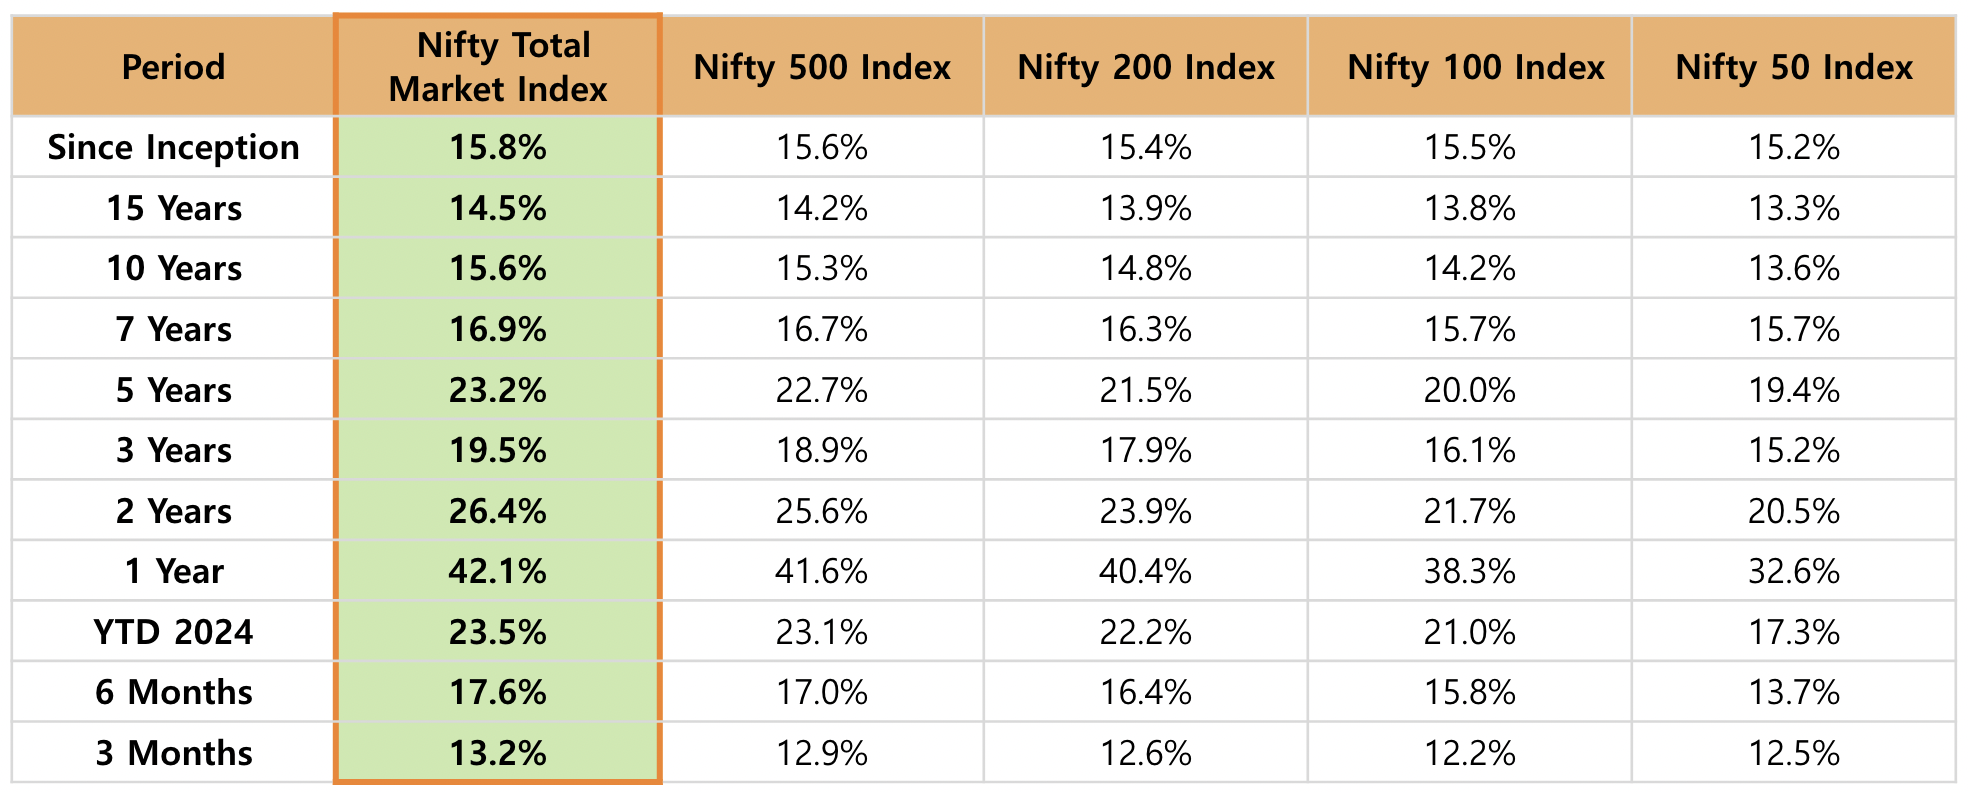 Period Nifty Total Market Index Nifty 500 Index Nifty 200 Index Nifty 100 Index Nifty 50 Index
Since Inception 15.8% 15.6% 15.4% 15.5% 15.2%
15 Years 14.5% 14.2% 13.9% 13.8% 13.3%
10 Years 15.6% 15.3% 14.8% 14.2% 13.6%
7 Years 16.9% 16.7% 16.3% 15.7% 15.7%
5 Years 23.2% 22.7% 21.5% 20.0% 19.4%
3 Years 19.5% 18.9% 17.9% 16.1% 15.2%
2 Years 26.4% 25.6% 23.9% 21.7% 20.5%
1 Year 42.1% 41.6% 40.4% 38.3% 32.6%
YTD 2024 23.5% 23.1% 22.2% 21.0% 17.3%
6 Months 17.6% 17.0% 16.4% 15.8% 13.7%
3 Months 13.2% 12.9% 12.6% 12.2% 12.5%